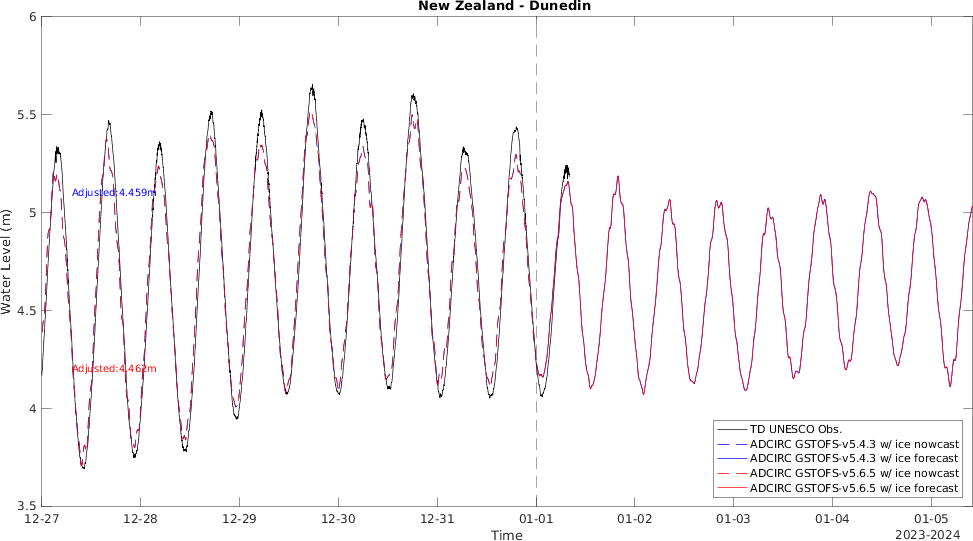 New Zealand - Dunedin
6
5.5
5
4.5
4
3.5
Water Level (m)
Adjusted:4.459m
Adjusted:4.462m
TD UNESCO Obs.
ADCIRC GSTOFS-v5.4.3 w/ ice nowcast
ADCIRC GSTOFS-v5.4.3 w/ ice forecast
ADCIRC GSTOFS-v5.6.5 w/ ice nowcast
ADCIRC GSTOFS-v5.6.5 w/ ice forecast
12-27 12-28 12-29 12-30 12-31 01-01 01-02 01-03 01-04 01-05
Time
2023-2024